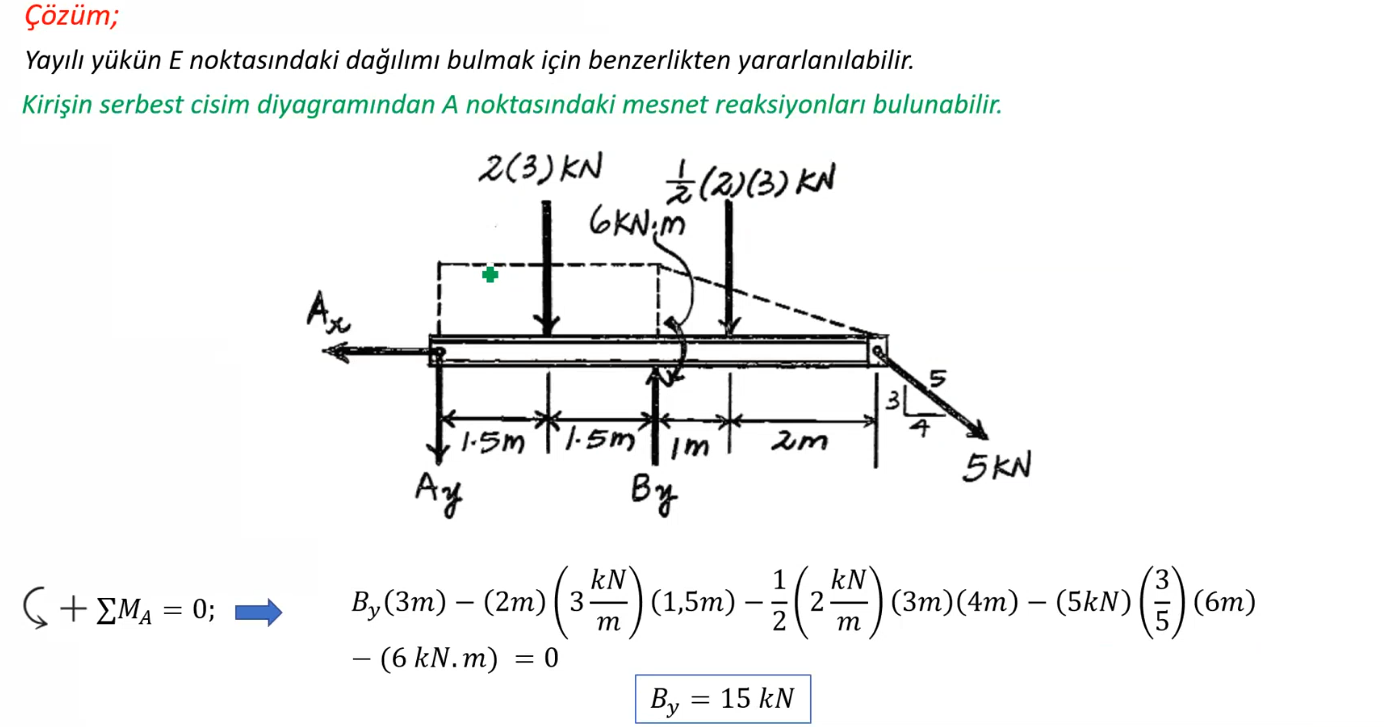 Çözüm;
Yayılı yükün E noktasındaki dağılımı bulmak için benzerlikten yararlanılabilir.
Kirişin serbest cisim diyagramından A noktasındaki mesnet reaksiyonları bulunabilir.
2(3) KN
1/2 (2)(3) KN
6KN.m
Ax
5
3
4
1.5m
1.5m
1m
2m
5KN
Ay
By
+ ∑M_A = 0;
B_y(3m) − (2m)(3 kN/m)(1,5m) − 1/2 (2 kN/m)(3m)(4m) − (5kN)(3/5)(6m)
− (6 kN.m) = 0
B_y = 15 kN